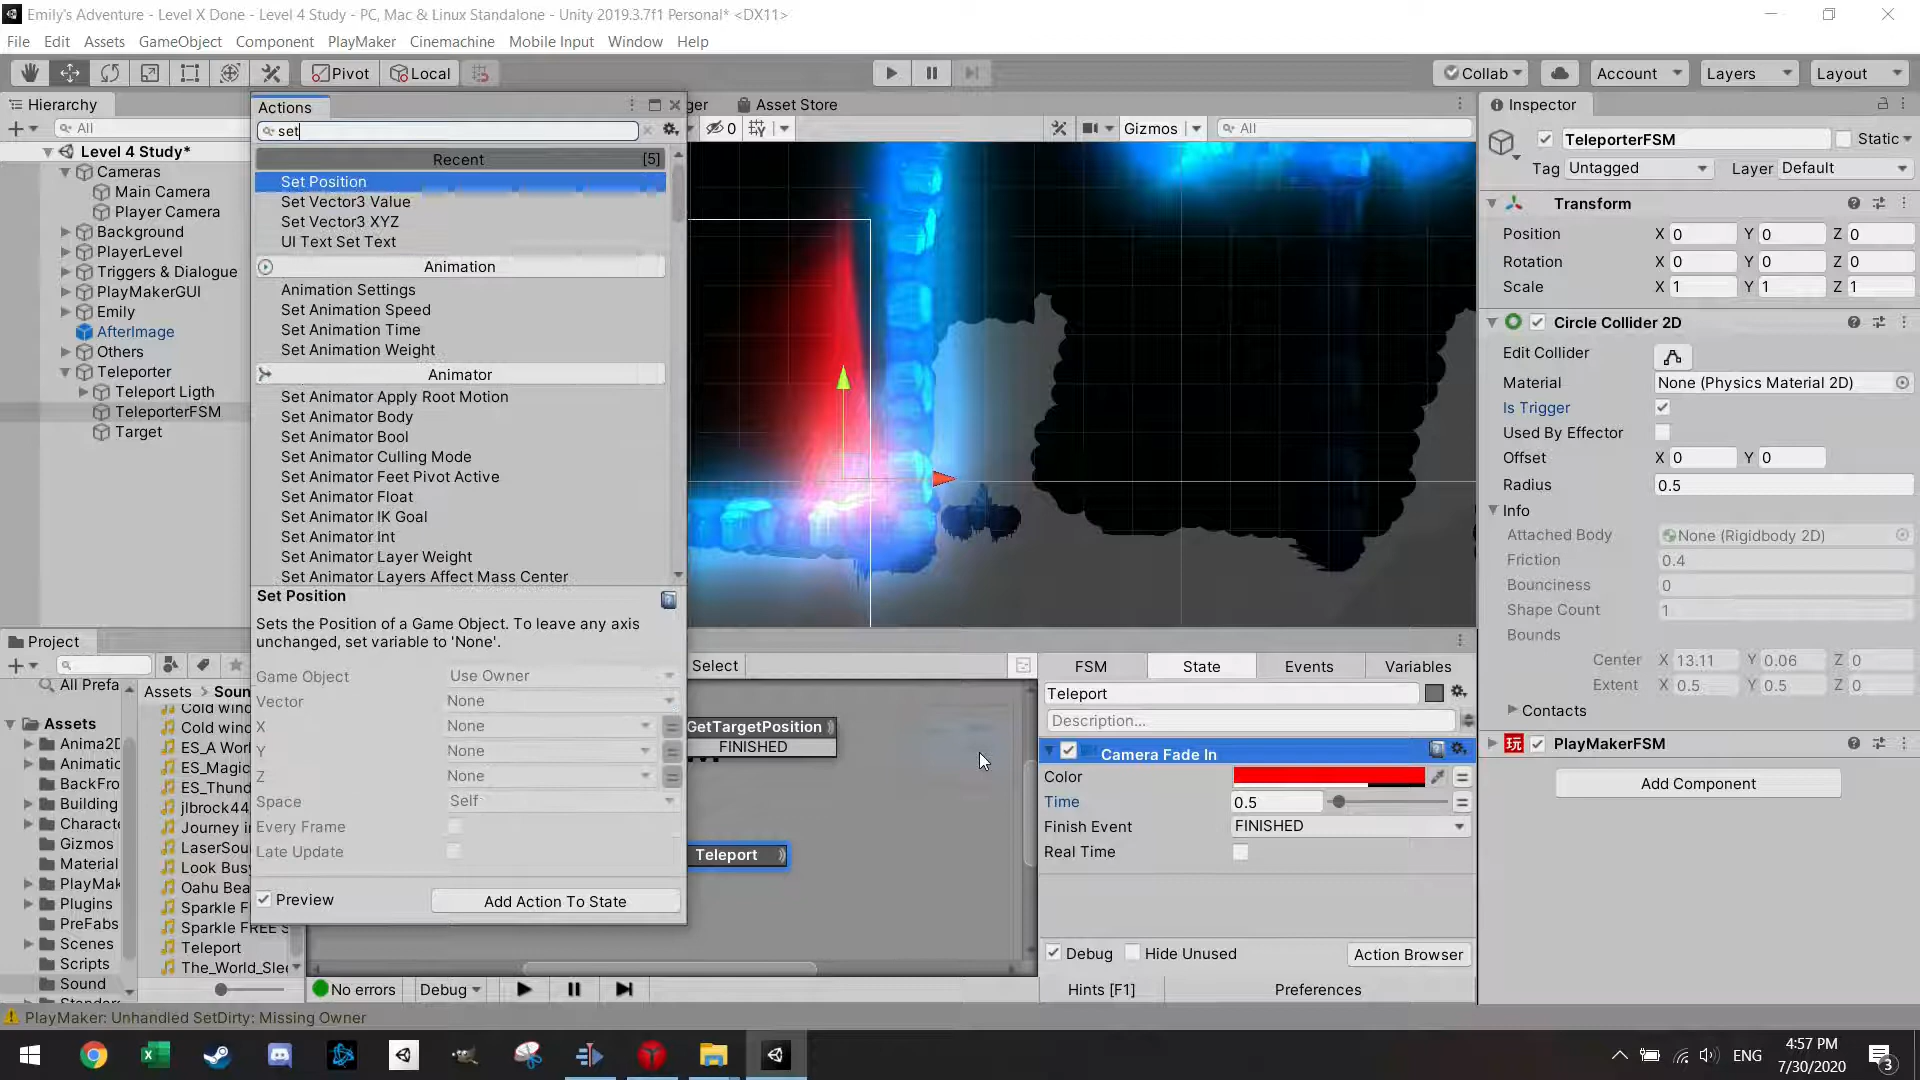 Emily's Adventure - Level X Done - Level 4 Study - PC, Mac & Linux Standalone - Unity 2019.3.7f1 Personal* <DX11>
File Edit Assets GameObject Component PlayMaker Cinemachine Mobile Input Window Help
Pivot Local Collab Account Layers Layout
Hierarchy
All
Level 4 Study*
Cameras
Main Camera
Player Camera
Background
PlayerLevel
Triggers & Dialogue
PlayMakerGUI
Emily
AfterImage
Others
Teleporter
Teleport Ligth
TeleporterFSM
Target
Actions
set
Recent [5]
Set Position
Set Vector3 Value
Set Vector3 XYZ
UI Text Set Text
Animation
Animation Settings
Set Animation Speed
Set Animation Time
Set Animation Weight
Animator
Set Animator Apply Root Motion
Set Animator Body
Set Animator Bool
Set Animator Culling Mode
Set Animator Feet Pivot Active
Set Animator Float
Set Animator IK Goal
Set Animator Int
Set Animator Layer Weight
Set Animator Layers Affect Mass Center
Set Position
Sets the Position of a Game Object. To leave any axis
unchanged, set variable to 'None'.
Game Object Use Owner
Vector None
X None
Y None
Z None
Space Self
Every Frame
Late Update
Preview Add Action To State
ger Asset Store
0 Gizmos All
Inspector
TeleporterFSM Static
Tag Untagged Layer Default
Transform
Position X 0 Y 0 Z 0
Rotation X 0 Y 0 Z 0
Scale X 1 Y 1 Z 1
Circle Collider 2D
Edit Collider
Material None (Physics Material 2D)
Is Trigger
Used By Effector
Offset X 0 Y 0
Radius 0.5
Info
Attached Body None (Rigidbody 2D)
Friction 0.4
Bounciness 0
Shape Count 1
Bounds
Center X 13.11 Y 0.06 Z 0
Extent X 0.5 Y 0.5 Z 0
Contacts
PlayMakerFSM
Add Component
Project
All Prefa
Assets
Anima2D
Animatic
BackFro
Building
Characte
Gizmos
Material
PlayMak
Plugins
PreFabs
Scenes
Scripts
Sound
Assets > Soun
Cold wind
Cold wind
ES_A Worl
ES_Magic
ES_Thund
jlbrock44_
Journey i
LaserSou
Look Busy
Oahu Bea
Sparkle F
Sparkle FREE S
Teleport
The_World_Slee
Select
GetTargetPosition
FINISHED
Teleport
No errors Debug
FSM State Events Variables
Teleport
Description...
Camera Fade In
Color
Time 0.5
Finish Event FINISHED
Real Time
Debug Hide Unused Action Browser
Hints [F1] Preferences
PlayMaker: Unhandled SetDirty: Missing Owner
ENG
4:57 PM
7/30/2020
3